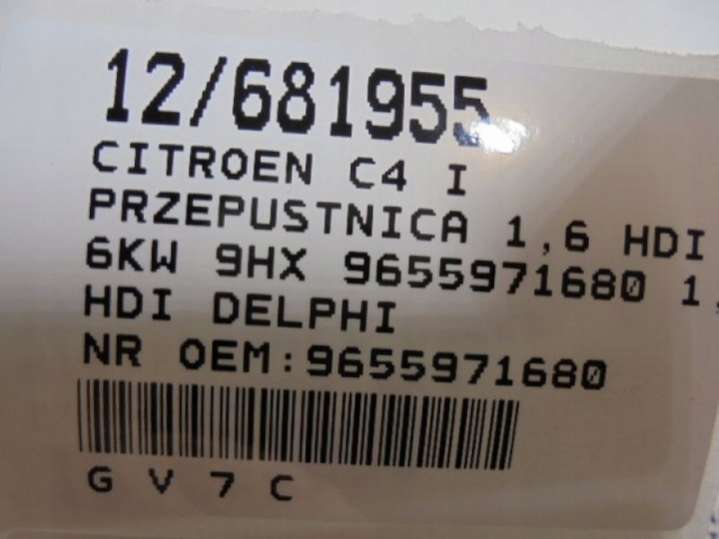 12/681955
CITROEN C4 I
PRZEPUSTNICA 1,6 HDI
6KW 9HX 9655971680 1,
HDI DELPHI
NR OEM:9655971680
G V 7 C